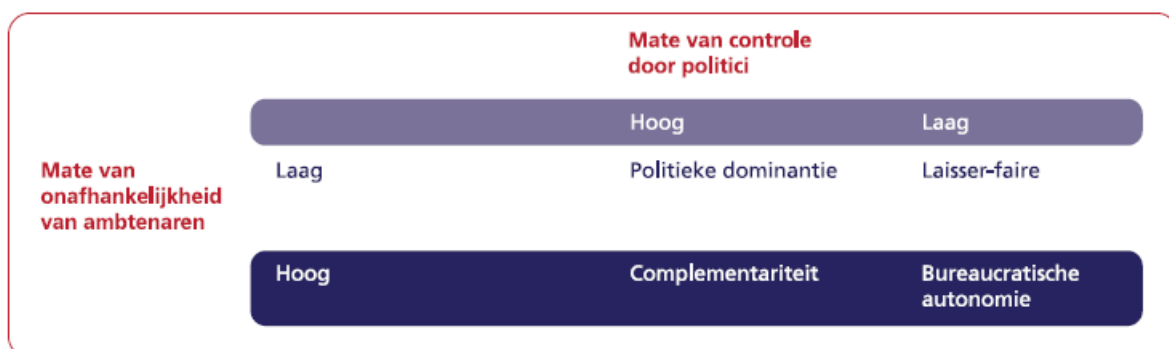 Mate van controle
door politici
Hoog Laag
Mate van
onafhankelijkheid
van ambtenaren
Laag Politieke dominantie Laisser-faire
Hoog Complementariteit Bureaucratische
autonomie